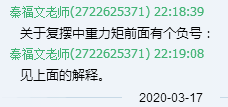 秦福文老师(2722625371) 22:18:39
关于复摆中重力矩前面有个负号：
秦福文老师(2722625371) 22:19:08
见上面的解释。
2020-03-17